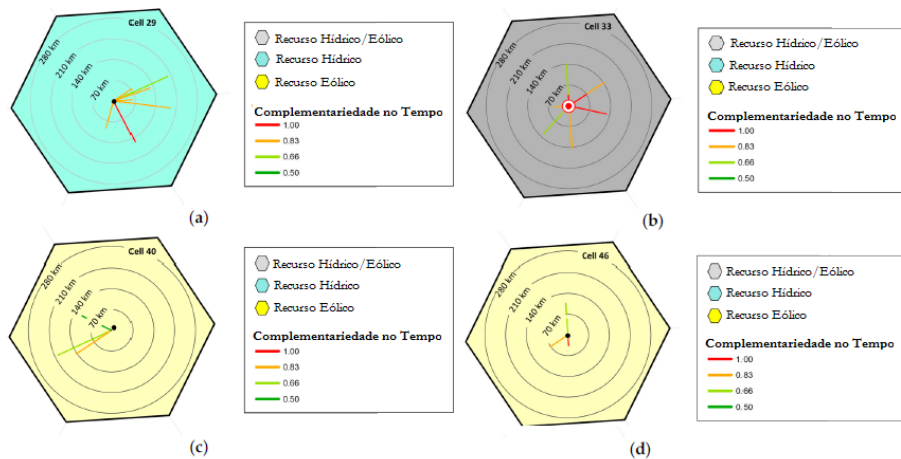 Cell 29
280 km
210 km
140 km
70 km
Recurso Hídrico/Eólico
Recurso Hídrico
Recurso Eólico
Complementariedade no Tempo
1.00
0.83
0.66
0.50
(a)
Cell 33
280 km
210 km
140 km
70 km
Recurso Hídrico/Eólico
Recurso Hídrico
Recurso Eólico
Complementariedade no Tempo
1.00
0.83
0.66
0.50
(b)
Cell 40
280 km
210 km
140 km
70 km
Recurso Hídrico/Eólico
Recurso Hídrico
Recurso Eólico
Complementariedade no Tempo
1.00
0.83
0.66
0.50
(c)
Cell 46
280 km
210 km
140 km
70 km
Recurso Hídrico/Eólico
Recurso Hídrico
Recurso Eólico
Complementariedade no Tempo
1.00
0.83
0.66
0.50
(d)